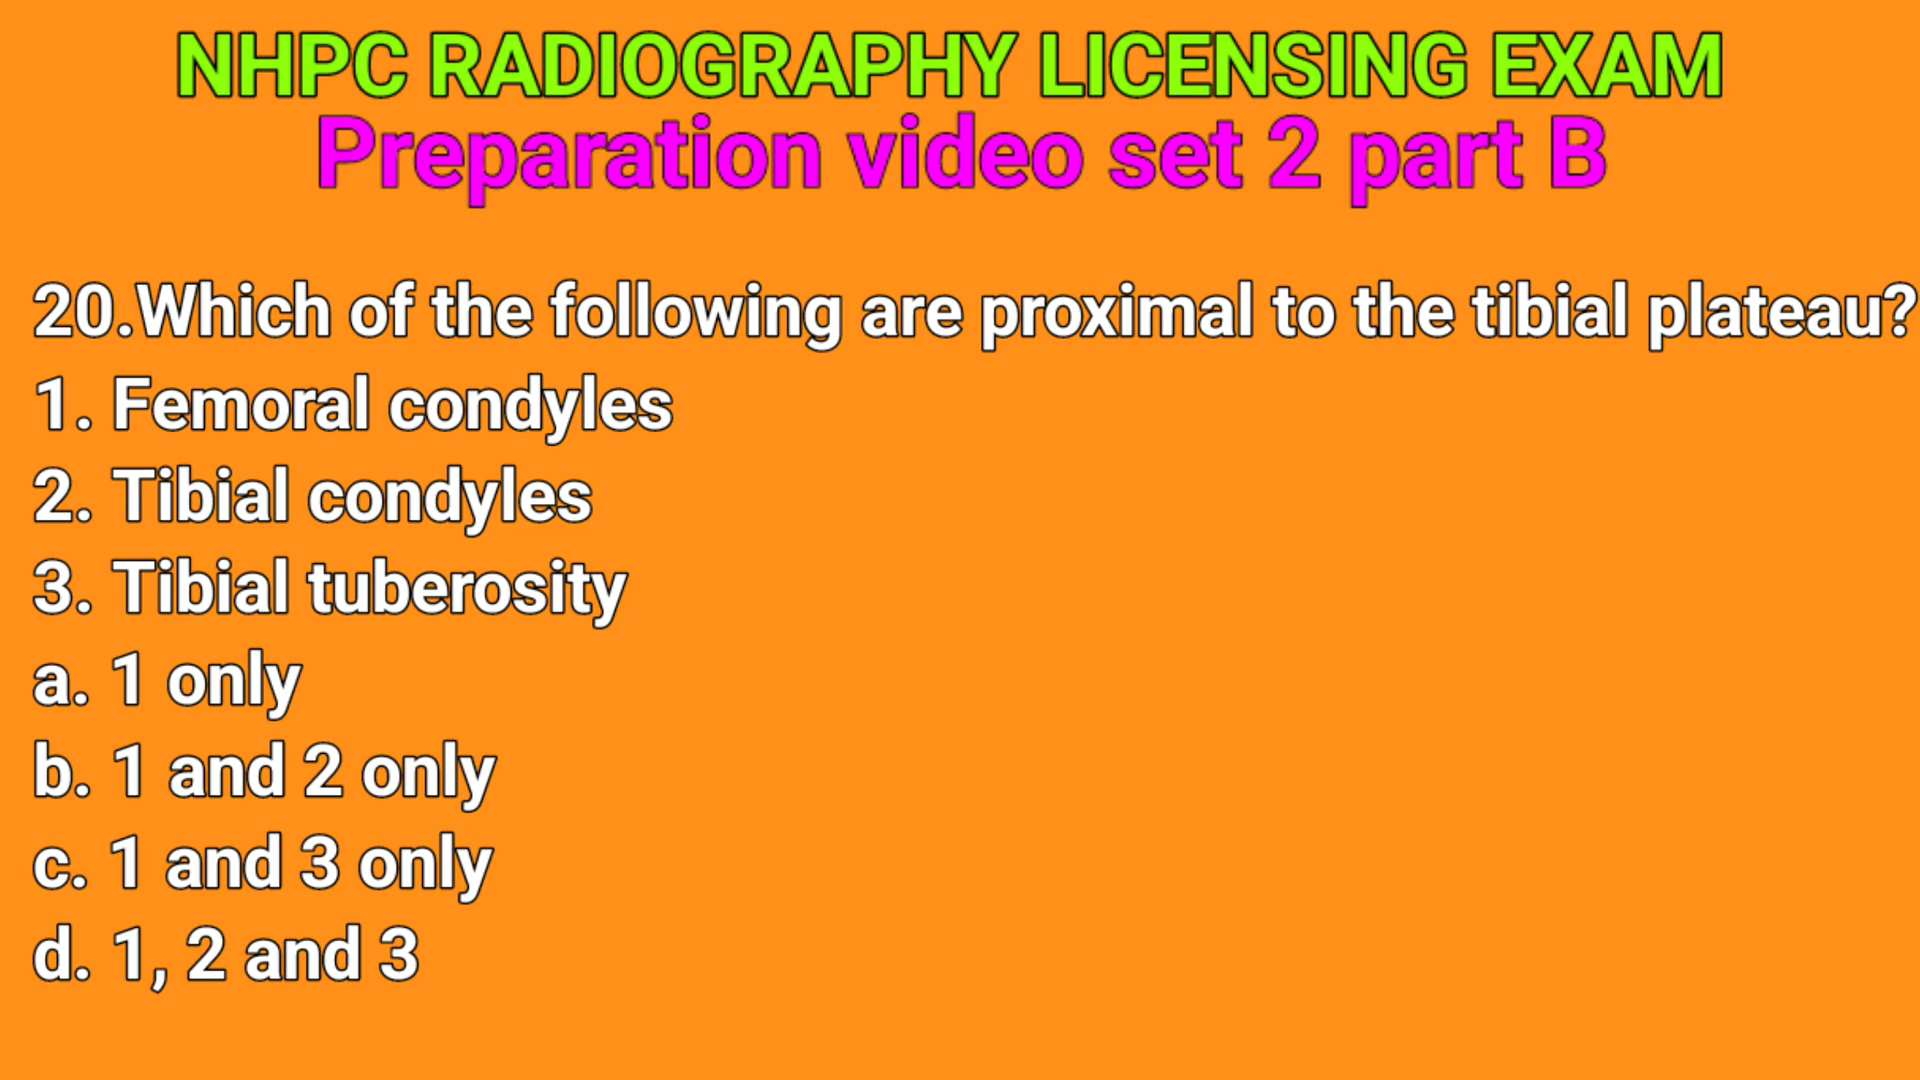 NHPC RADIOGRAPHY LICENSING EXAM
Preparation video set 2 part B
20.Which of the following are proximal to the tibial plateau?
1. Femoral condyles
2. Tibial condyles
3. Tibial tuberosity
a. 1 only
b. 1 and 2 only
c. 1 and 3 only
d. 1, 2 and 3